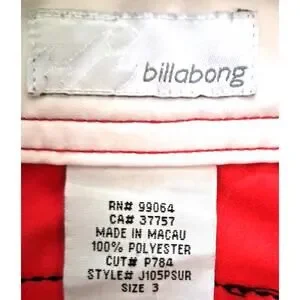 billabong
RN# 99064
CA# 37757
MADE IN MACAU
100% POLYESTER
CUT# P784
STYLE# J105PSUR
SIZE 3